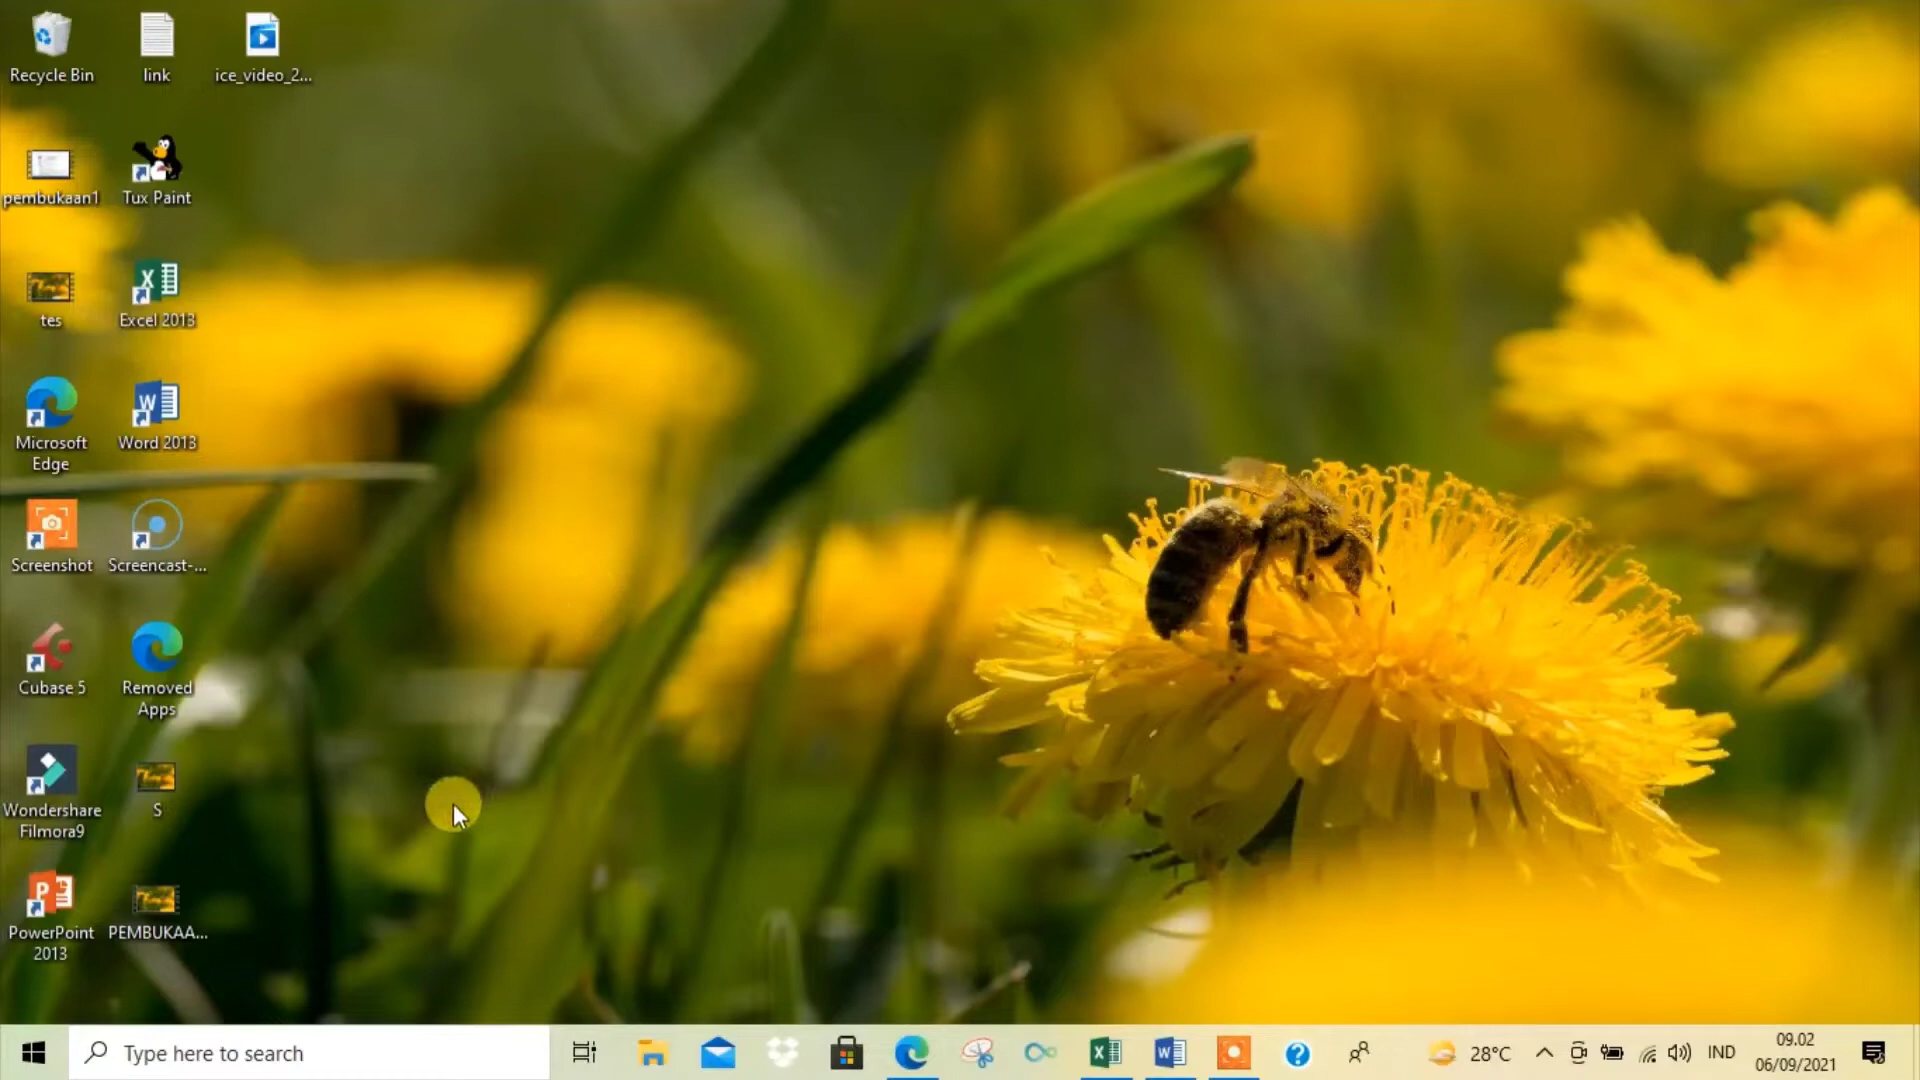 Recycle Bin
link
ice_video_2...
pembukaan1
Tux Paint
tes
Excel 2013
Microsoft
Edge
Word 2013
Screenshot
Screencast-...
Cubase 5
Removed
Apps
Wondershare
Filmora9
S
PowerPoint
2013
PEMBUKAA...
Type here to search
28°C
IND
09.02
06/09/2021